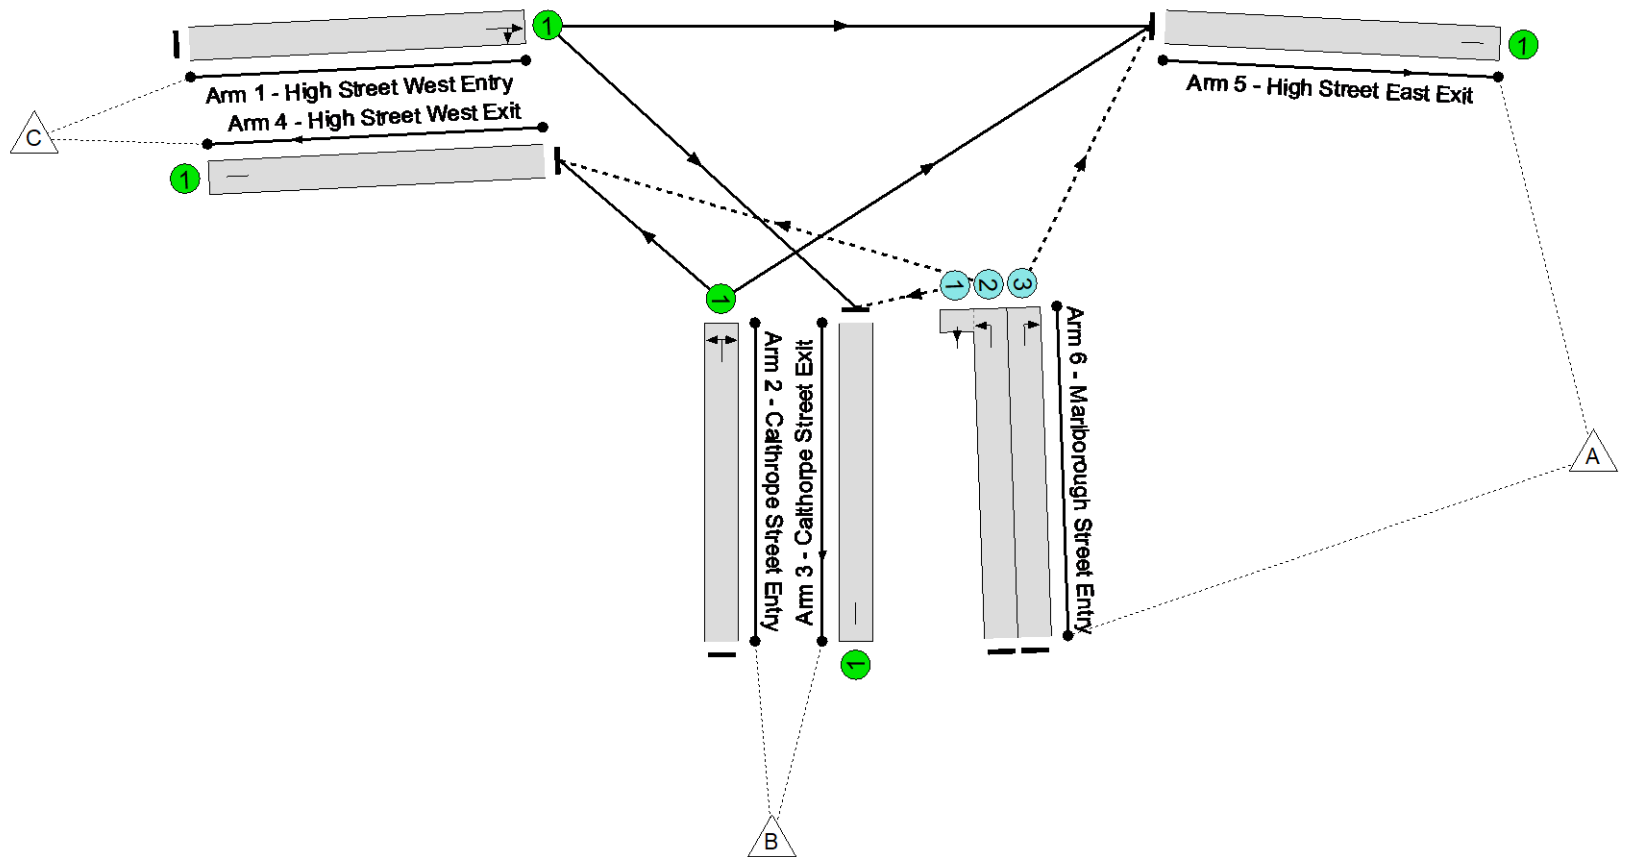 1
1
Arm 1 - High Street West Entry
Arm 5 - High Street East Exit
Arm 4 - High Street West Exit
C
1
1
1
2
3
Arm 2 - Calthrope Street Entry
Arm 3 - Calthorpe Street Exit
Arm 6 - Marlborough Street Entry
A
1
B